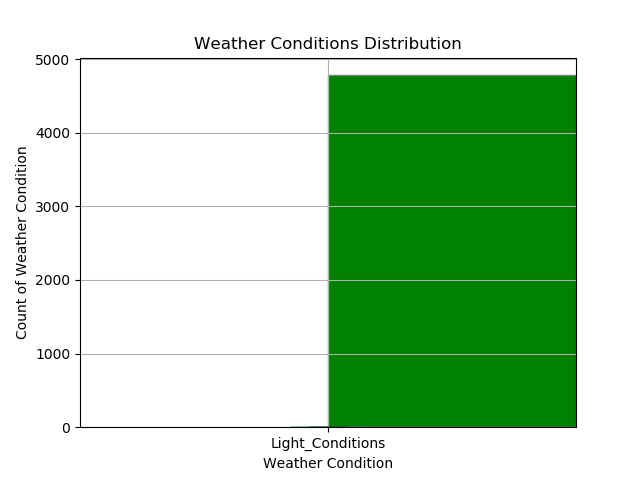 Weather Conditions Distribution
5000
4000
3000
2000
1000
0
Count of Weather Condition
Light_Conditions
Weather Condition